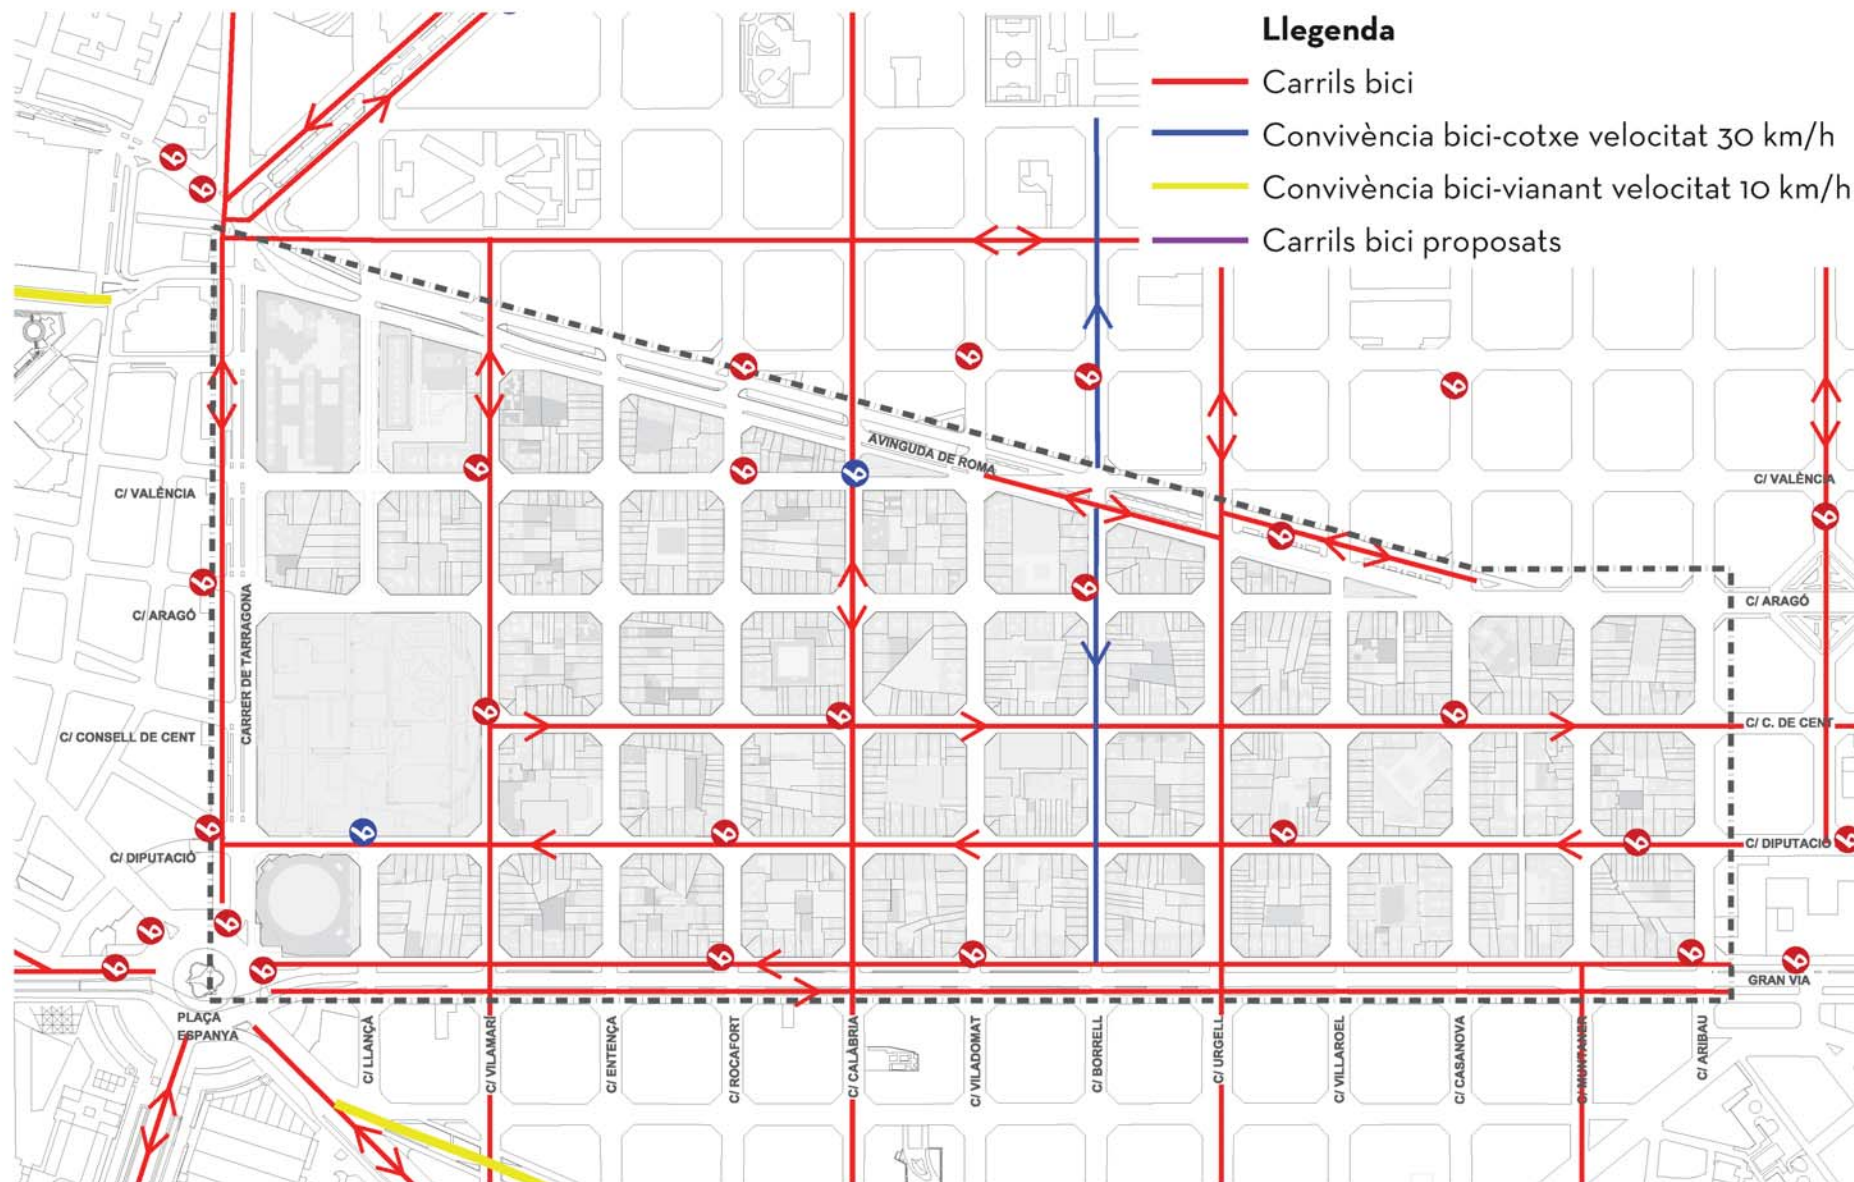 Llegenda
Carrils bici
Convivència bici-cotxe velocitat 30 km/h
Convivència bici-vianant velocitat 10 km/h
Carrils bici proposats
AVINGUDA DE ROMA
C/ VALÈNCIA
C/ VALÈNCIA
C/ ARAGÓ
C/ ARAGÓ
CARRER DE TARRAGONA
C/ CONSELL DE CENT
C/ C. DE CENT
C/ DIPUTACIÓ
C/ DIPUTACIÓ
GRAN VIA
PLAÇA
ESPANYA
C/ LLANÇÀ
C/ VILAMARÍ
C/ ENTENÇA
C/ ROCAFORT
C/ CALÀBRIA
C/ VILADOMAT
C/ BORRELL
C/ URGELL
C/ VILLAROEL
C/ CASANOVA
C/ MUNTANER
C/ ARIBAU